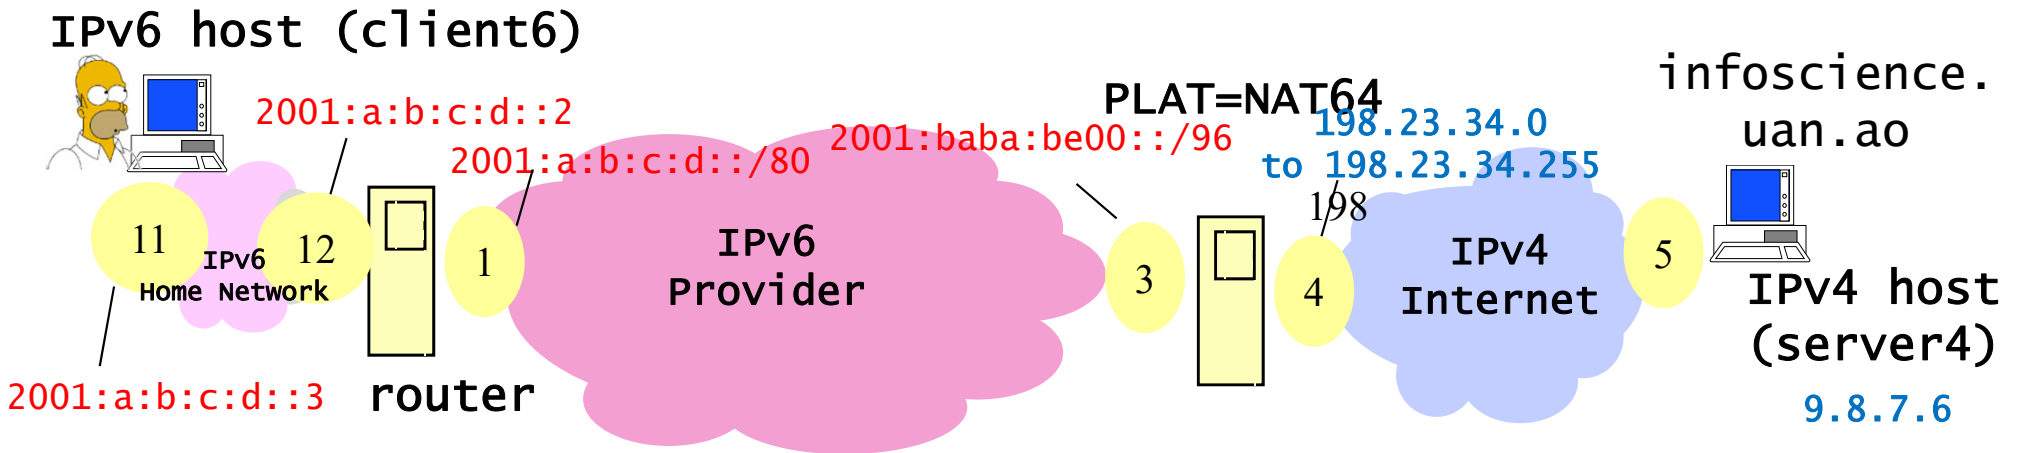 IPv6 host (client6)
infoscience.
uan.ao
PLAT=NAT64
2001:a:b:c:d::2
198.23.34.0
to 198.23.34.255
2001:baba:be00::/96
2001:a:b:c:d::/80
198
11
12
1
3
4
5
IPv6
Home Network
IPv6
Provider
IPv4
Internet
IPv4 host
(server4)
9.8.7.6
2001:a:b:c:d::3
router